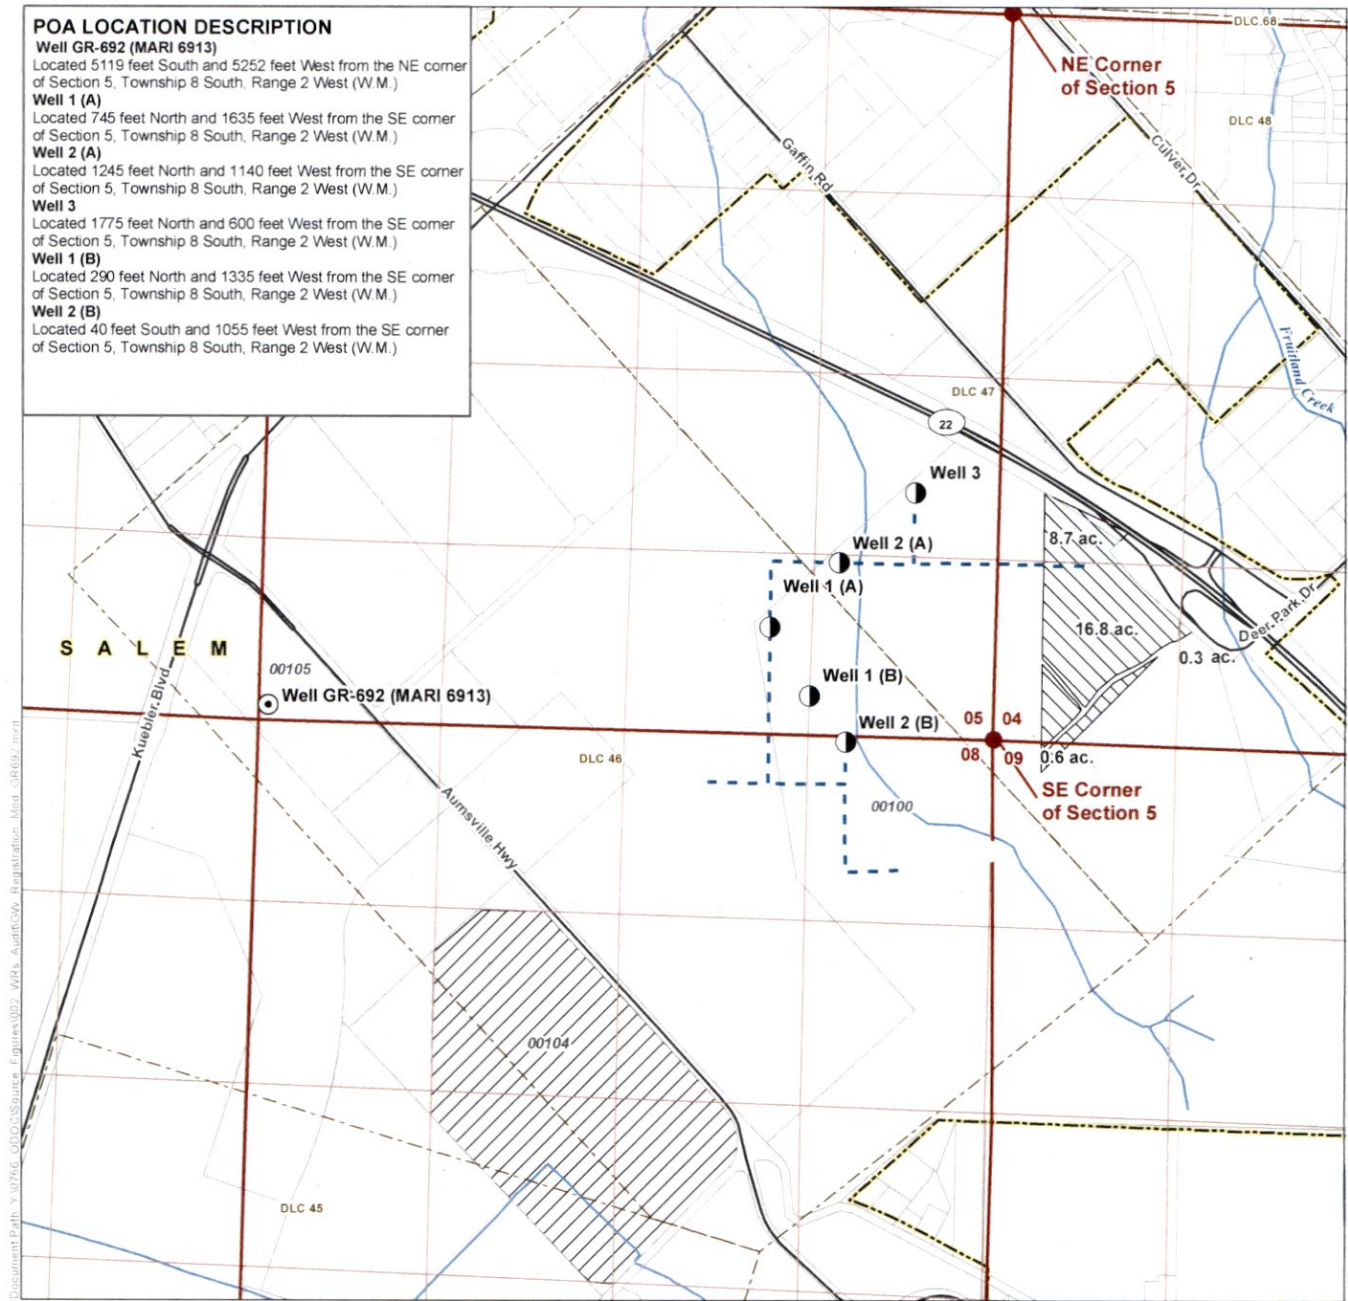 POA LOCATION DESCRIPTION
Well GR-692 (MARI 6913)
Located 5119 feet South and 5252 feet West from the NE corner
of Section 5, Township 8 South, Range 2 West (W.M.)
Well 1 (A)
Located 745 feet North and 1635 feet West from the SE corner
of Section 5, Township 8 South, Range 2 West (W.M.)
Well 2 (A)
Located 1245 feet North and 1140 feet West from the SE corner
of Section 5, Township 8 South, Range 2 West (W.M.)
Well 3
Located 1775 feet North and 600 feet West from the SE corner
of Section 5, Township 8 South, Range 2 West (W.M.)
Well 1 (B)
Located 290 feet North and 1335 feet West from the SE corner
of Section 5, Township 8 South, Range 2 West (W.M.)
Well 2 (B)
Located 40 feet South and 1055 feet West from the SE corner
of Section 5, Township 8 South, Range 2 West (W.M.)
DLC 68
NE Corner
of Section 5
DLC 48
Gaffin Rd
Culver Dr
Fruitland Creek
DLC 47
22
Well 3
8.7 ac.
Well 2 (A)
Well 1 (A)
16.8 ac.
Deer Park Dr
0.3 ac.
SALEM
00105
Kuebler Blvd
Well GR-692 (MARI 6913)
Well 1 (B)
Well 2 (B)
05 04
08 09
0.6 ac.
DLC 46
SE Corner
of Section 5
Aumsville Hwy
00100
00104
DLC 45